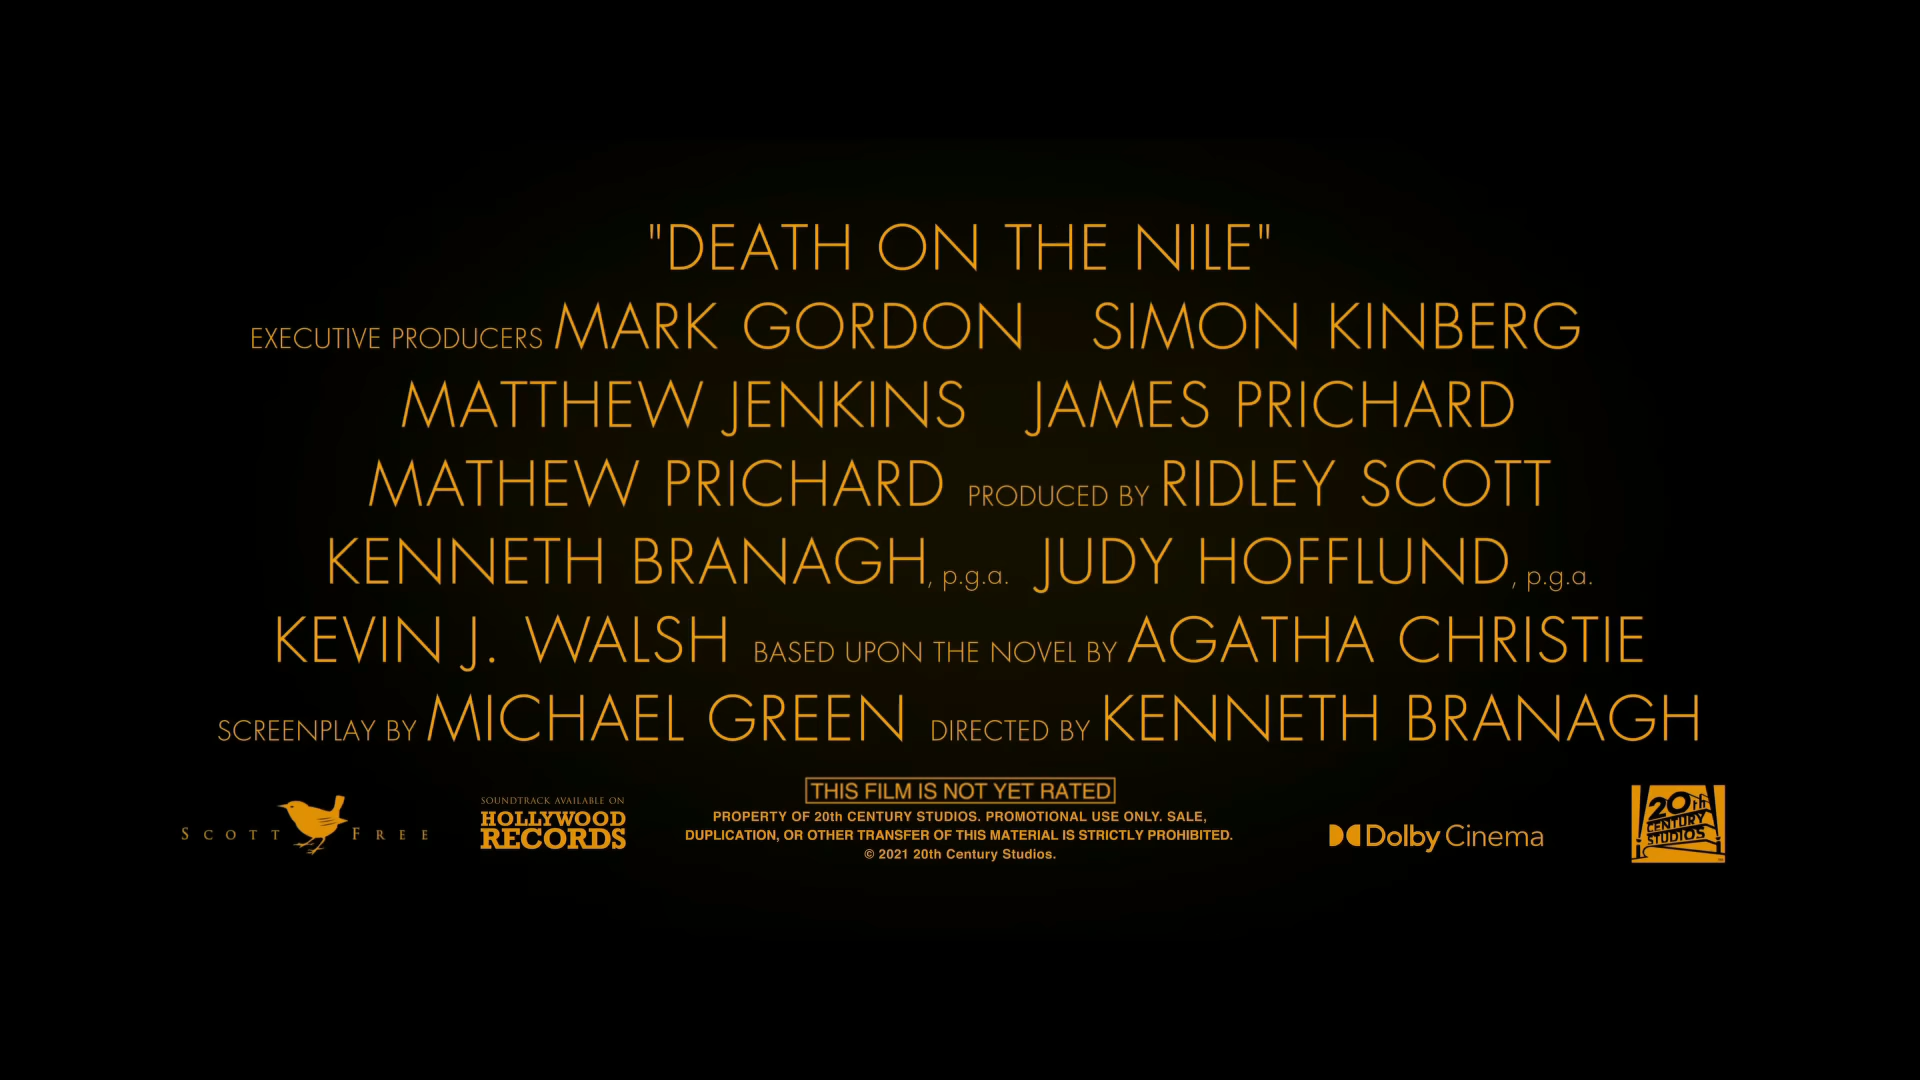 "DEATH ON THE NILE"
EXECUTIVE PRODUCERS MARK GORDON SIMON KINBERG
MATTHEW JENKINS JAMES PRICHARD
MATHEW PRICHARD PRODUCED BY RIDLEY SCOTT
KENNETH BRANAGH, p.g.a. JUDY HOFFLUND, p.g.a.
KEVIN J. WALSH BASED UPON THE NOVEL BY AGATHA CHRISTIE
SCREENPLAY BY MICHAEL GREEN DIRECTED BY KENNETH BRANAGH
SCOTT FREE
SOUNDTRACK AVAILABLE ON
HOLLYWOOD
RECORDS
THIS FILM IS NOT YET RATED
PROPERTY OF 20th CENTURY STUDIOS. PROMOTIONAL USE ONLY. SALE,
DUPLICATION, OR OTHER TRANSFER OF THIS MATERIAL IS STRICTLY PROHIBITED.
© 2021 20th Century Studios.
Dolby Cinema
20th
CENTURY
STUDIOS